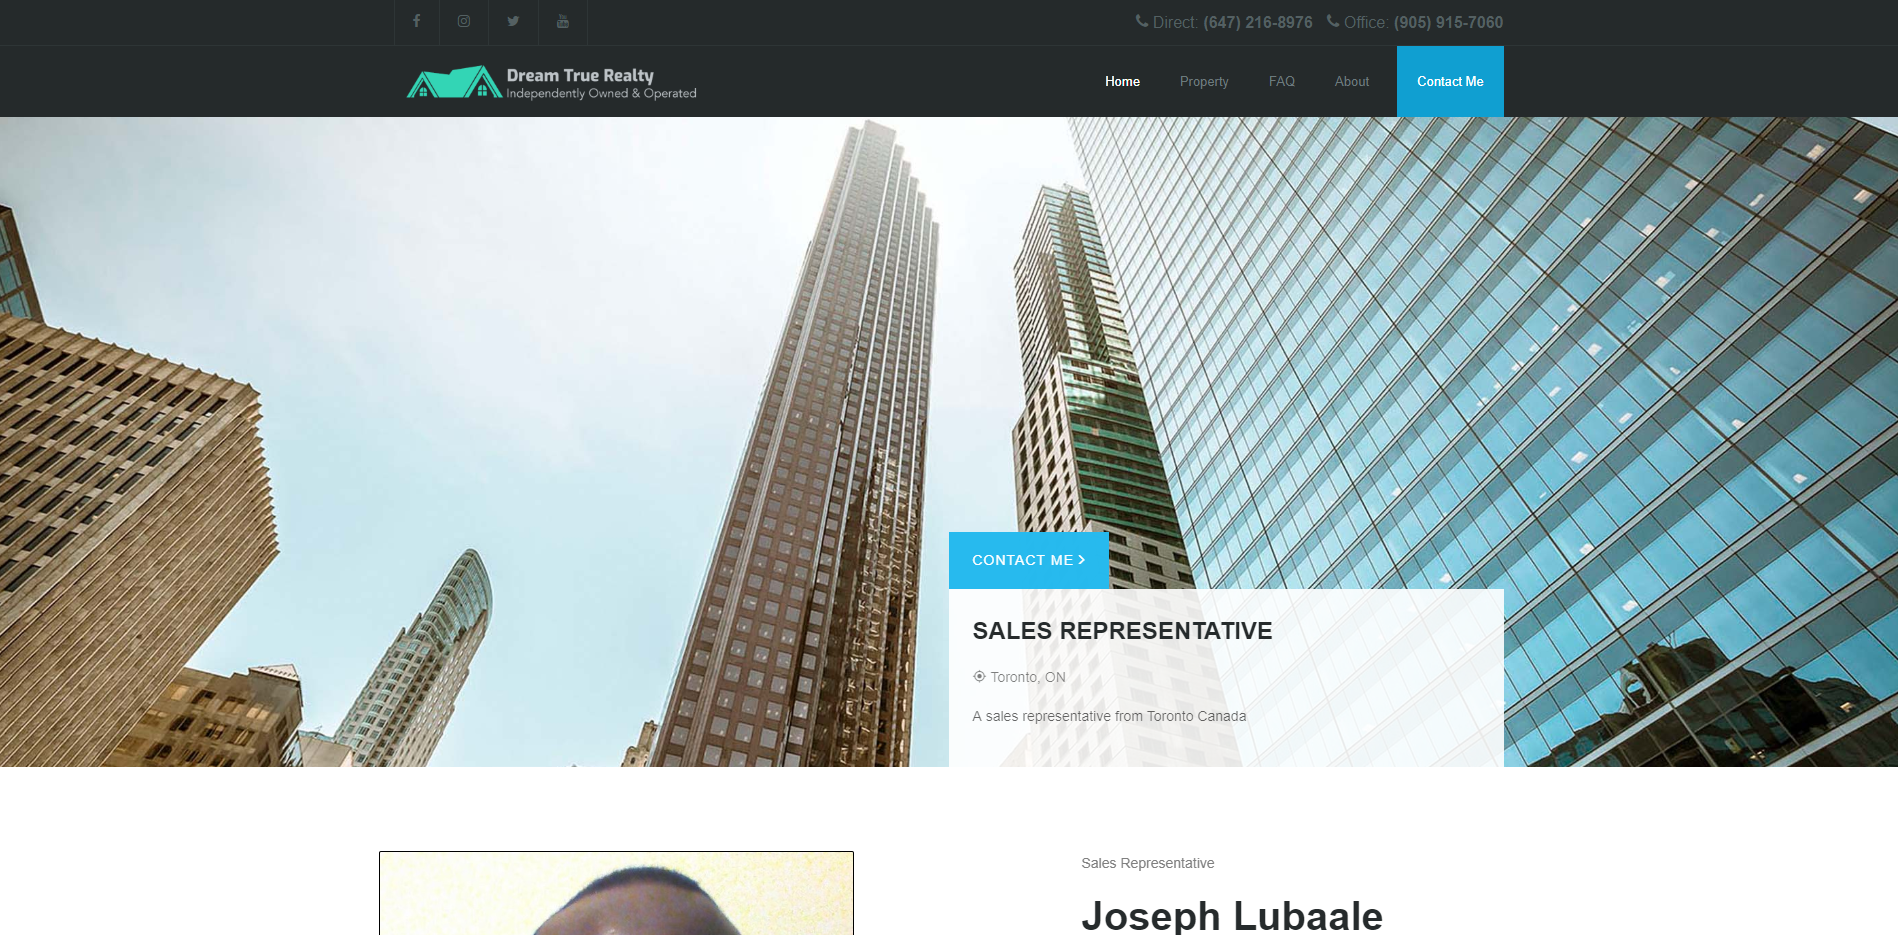 Direct: (647) 216-8976 Office: (905) 915-7060
Dream True Realty
Independently Owned & Operated
Home Property FAQ About Contact Me
CONTACT ME
SALES REPRESENTATIVE
Toronto, ON
A sales representative from Toronto Canada
Sales Representative
Joseph Lubaale